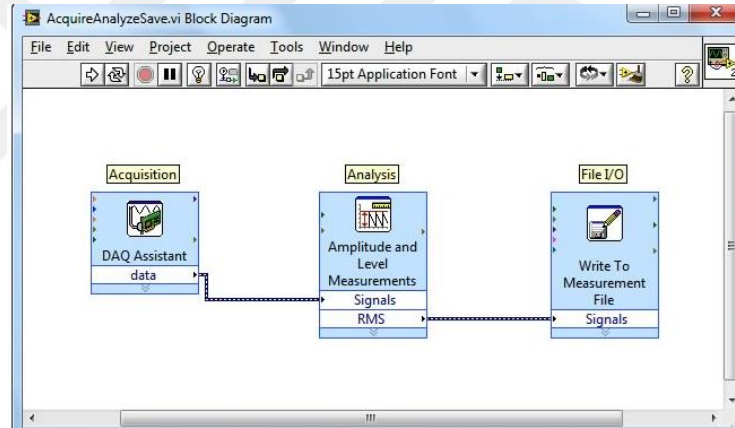 AcquireAnalyzeSave.vi Block Diagram
File Edit View Project Operate Tools Window Help
15pt Application Font
2
Acquisition
Analysis
File I/O
DAQ Assistant
data
Amplitude and
Level
Measurements
Signals
RMS
Write To
Measurement
File
Signals